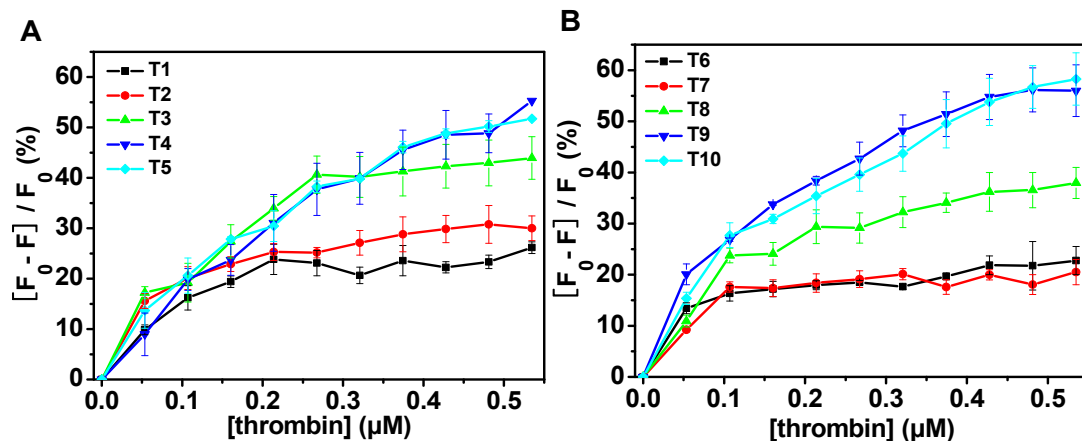 A
[F0 - F] / F0 (%)
60
50
40
30
20
10
0
T1
T2
T3
T4
T5
0.0 0.1 0.2 0.3 0.4 0.5
[thrombin] (µM)
B
[F0 - F] / F0 (%)
60
50
40
30
20
10
0
T6
T7
T8
T9
T10
0.0 0.1 0.2 0.3 0.4 0.5
[thrombin] (µM)